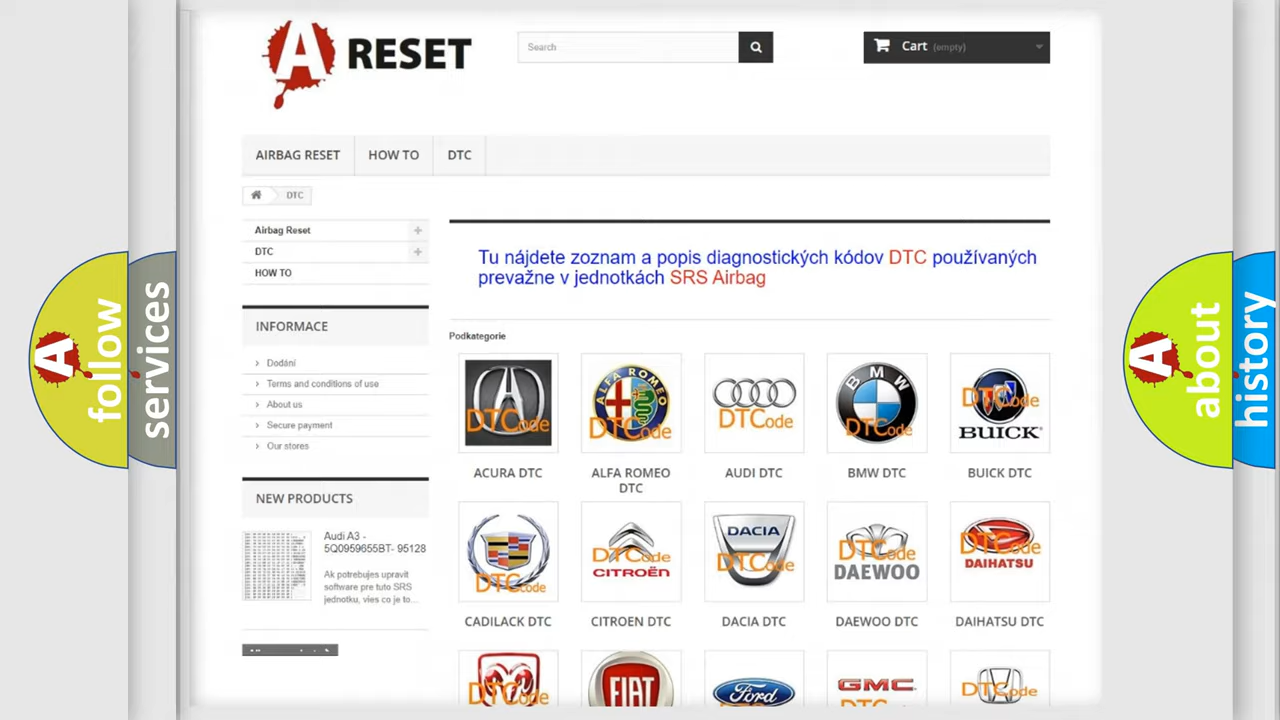 A RESET
Search
Cart (empty)
AIRBAG RESET
HOW TO
DTC
DTC
Airbag Reset
DTC
HOW TO
Tu nájdete zoznam a popis diagnostických kódov DTC používaných
prevažne v jednotkách SRS Airbag
INFORMACE
Dodání
Terms and conditions of use
About us
Secure payment
Our stores
Podkategorie
DTCode
ALFA ROMEO
DTCode
DTCode
BMW
DTCode
DTCode
BUICK
ACURA DTC
ALFA ROMEO
DTC
AUDI DTC
BMW DTC
BUICK DTC
NEW PRODUCTS
Audi A3 -
5Q0959655BT- 95128
Ak potrebujes upravit
software pre tuto SRS
jednotku, vies co je to...
DTCode
DTCode
CITROËN
DACIA
DTCode
DTCode
DAEWOO
DTCode
DAIHATSU
CADILACK DTC
CITROEN DTC
DACIA DTC
DAEWOO DTC
DAIHATSU DTC
DTCode
FIAT
Ford
GMC
DTCode
A follow
services
A about
history